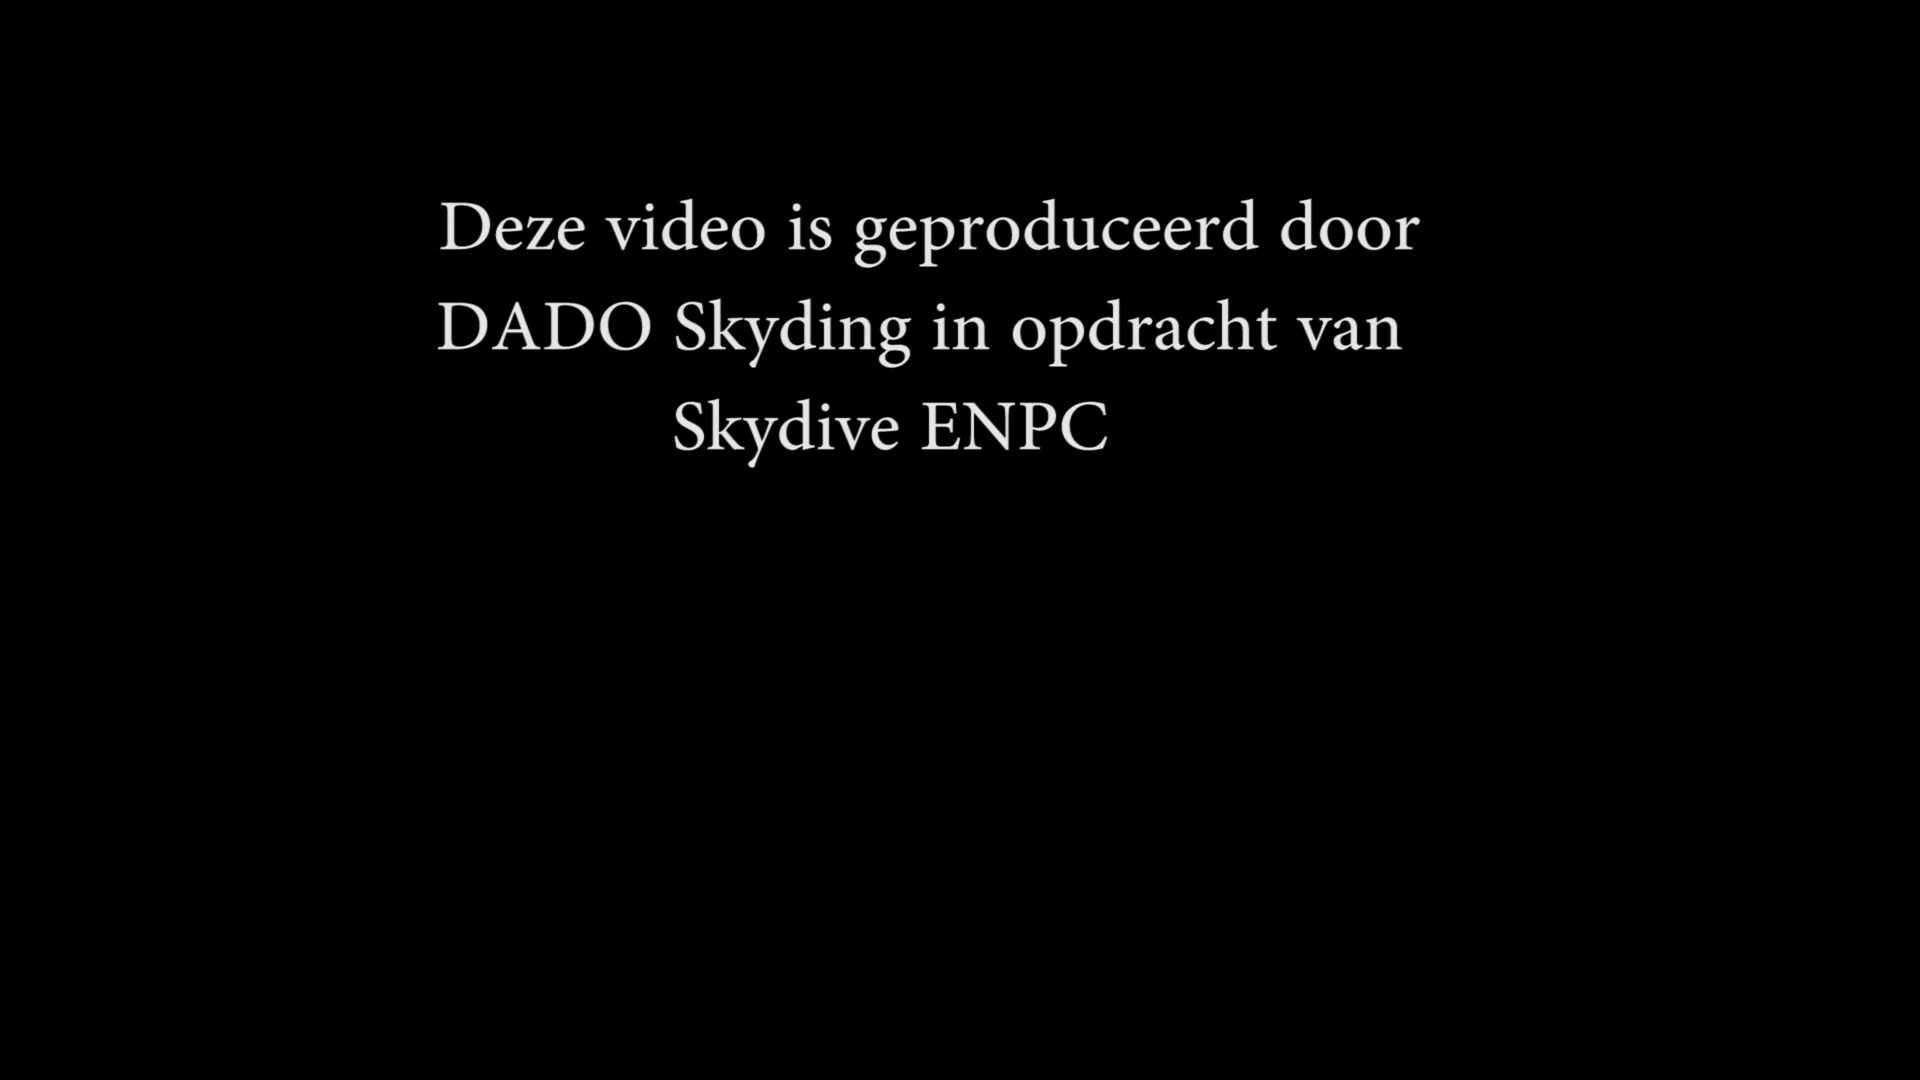 Deze video is geproduceerd door
DADO Skyding in opdracht van
Skydive ENPC